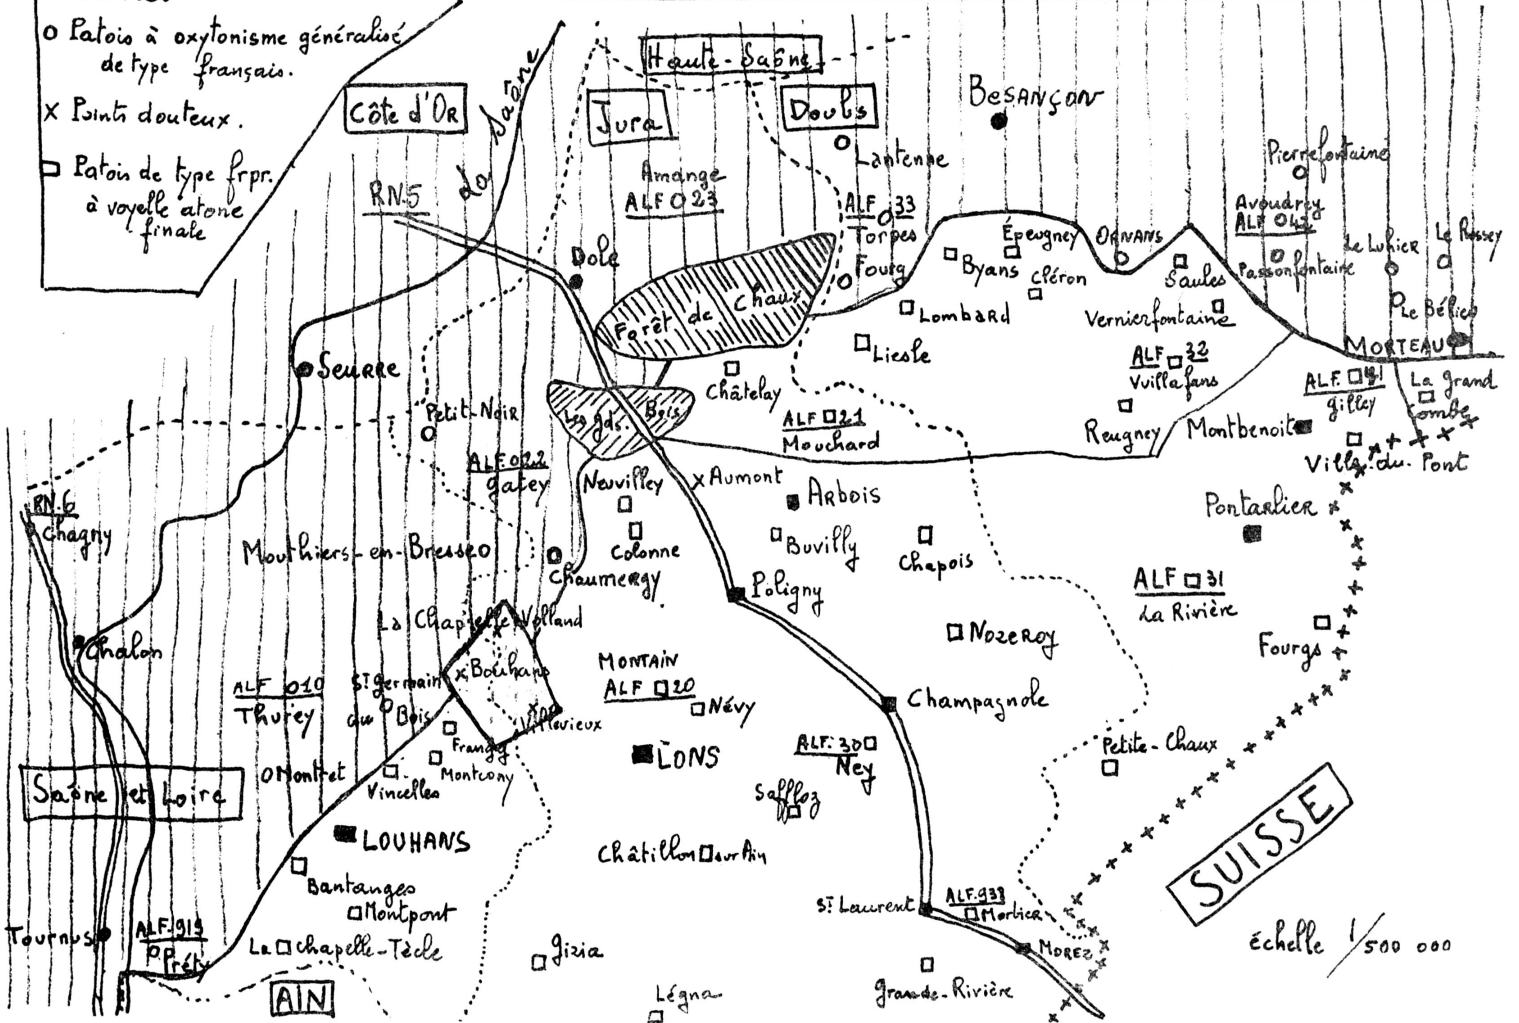 Patois à oxytonisme généralisé
de type français.
x Points douteux.
Patois de type frpr.
à voyelle atone
finale
Côte d'Or
La Saône
Haute-Saône
Jura
Doubs
Besançon
Lantenne
RN.5
Amange
ALF 23
ALF 33
Torpes
Pierrefontaine
Avoudrey
ALF 42
Passonfontaine
Le Luhier
Le Bélieu
Dole
Fourg
Épeugney
Byans
Cléron
Ornans
Saules
Forêt de Chaux
Lombard
Vernierfontaine
Morteau
Seurre
Liesle
ALF 32
Vuillafans
ALF. 41
Gilley
La Grand
Combe
Châtelay
Petit-Noir
Les gds. Bois
ALF 21
Mouchard
Reugney
Montbenoit
Ville-du-Pont
ALF 22
Gatey
Neuvilley
Aumont
Arbois
Pontarlier
RN.6
Chagny
Mouthiers-en-Bresse
Colonne
Buvilly
Chapois
Chaumergy
Poligny
ALF 31
La Rivière
La Chapelle Volland
Chalon
Nozeroy
Fourgs
Bouhans
Montain
ALF 20
ALF 010
Thurey
St Germain
du Bois
Névy
Champagnole
Villevieux
Frangy
Lons
ALF. 30
Ney
Petite-Chaux
Montret
Montcony
Saône et Loire
Vincelles
Saffloz
SUISSE
Louhans
Châtillon sur Ain
Bantanges
Montpont
St Laurent
ALF. 938
Mortier
Tournus
ALF. 919
Préty
La Chapelle-Tècle
Morez
échelle 1/500 000
Gizia
AIN
Légna
Grande-Rivière